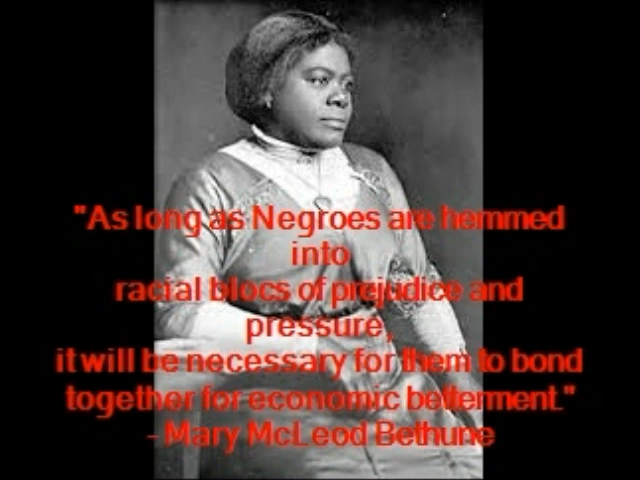 "As long as Negroes are hemmed
into
racial blocs of prejudice and
pressure,
it will be necessary for them to bond
together for economic betterment."
- Mary McLeod Bethune